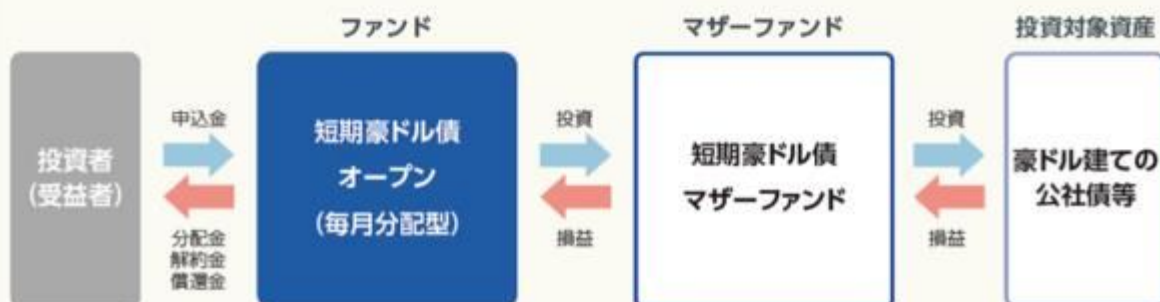 ファンド
マザーファンド
投資対象資産
投資者
(受益者)
申込金
分配金
解約金
償還金
短期豪ドル債
オープン
(毎月分配型)
投資
損益
短期豪ドル債
マザーファンド
投資
損益
豪ドル建ての
公社債等